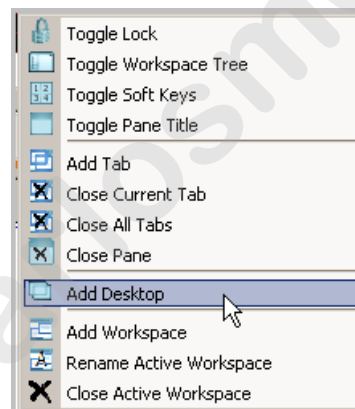 Toggle Lock
Toggle Workspace Tree
Toggle Soft Keys
Toggle Pane Title
Add Tab
Close Current Tab
Close All Tabs
Close Pane
Add Desktop
Add Workspace
Rename Active Workspace
Close Active Workspace